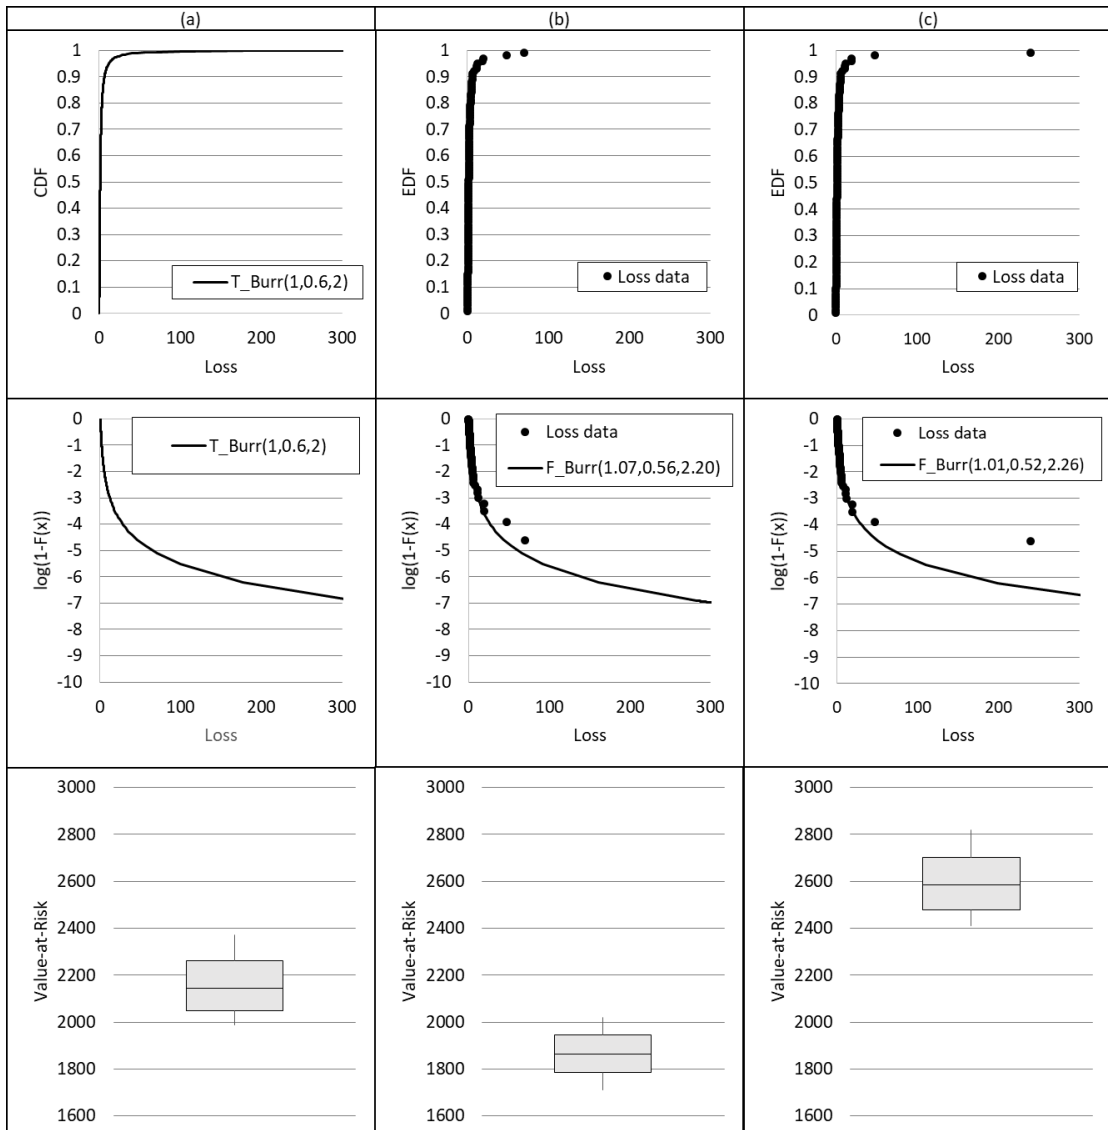 (a)
(b)
(c)
1
0.9
0.8
0.7
0.6
0.5
0.4
0.3
0.2
0.1
0
CDF
T_Burr(1,0.6,2)
0 100 200 300
Loss
1
0.9
0.8
0.7
0.6
0.5
0.4
0.3
0.2
0.1
0
EDF
Loss data
0 100 200 300
Loss
1
0.9
0.8
0.7
0.6
0.5
0.4
0.3
0.2
0.1
0
EDF
Loss data
0 100 200 300
Loss
0
-1
-2
-3
-4
-5
-6
-7
-8
-9
-10
log(1-F(x))
T_Burr(1,0.6,2)
0 100 200 300
Loss
0
-1
-2
-3
-4
-5
-6
-7
-8
-9
-10
log(1-F(x))
Loss data
F_Burr(1.07,0.56,2.20)
0 100 200 300
Loss
0
-1
-2
-3
-4
-5
-6
-7
-8
-9
-10
log(1-F(x))
Loss data
F_Burr(1.01,0.52,2.26)
0 100 200 300
Loss
3000
2800
2600
2400
2200
2000
1800
1600
Value-at-Risk
3000
2800
2600
2400
2200
2000
1800
1600
Value-at-Risk
3000
2800
2600
2400
2200
2000
1800
1600
Value-at-Risk